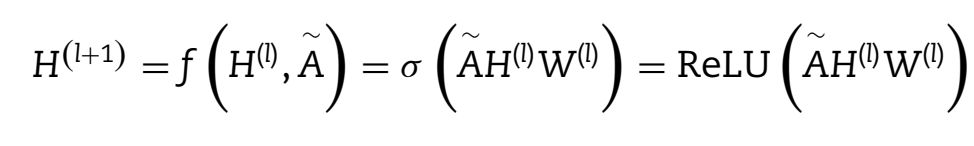 H^(l+1) = f(H^(l), Ã) = σ(ÃH^(l)W^(l)) = ReLU(ÃH^(l)W^(l))